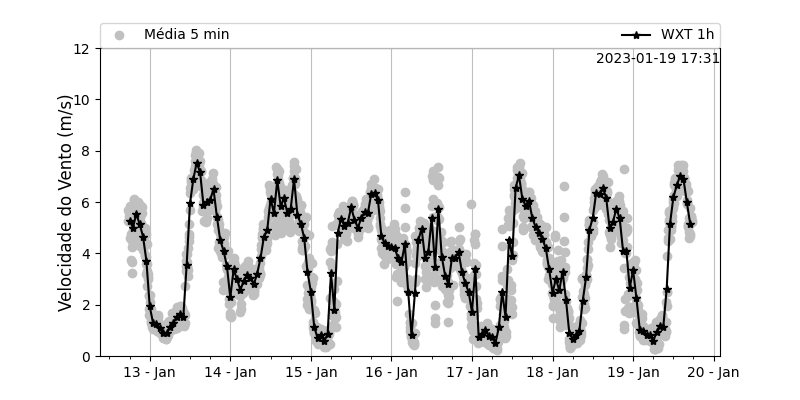 Média 5 min
WXT 1h
2023-01-19 17:31
Velocidade do Vento (m/s)
12
10
8
6
4
2
0
13 - Jan
14 - Jan
15 - Jan
16 - Jan
17 - Jan
18 - Jan
19 - Jan
20 - Jan